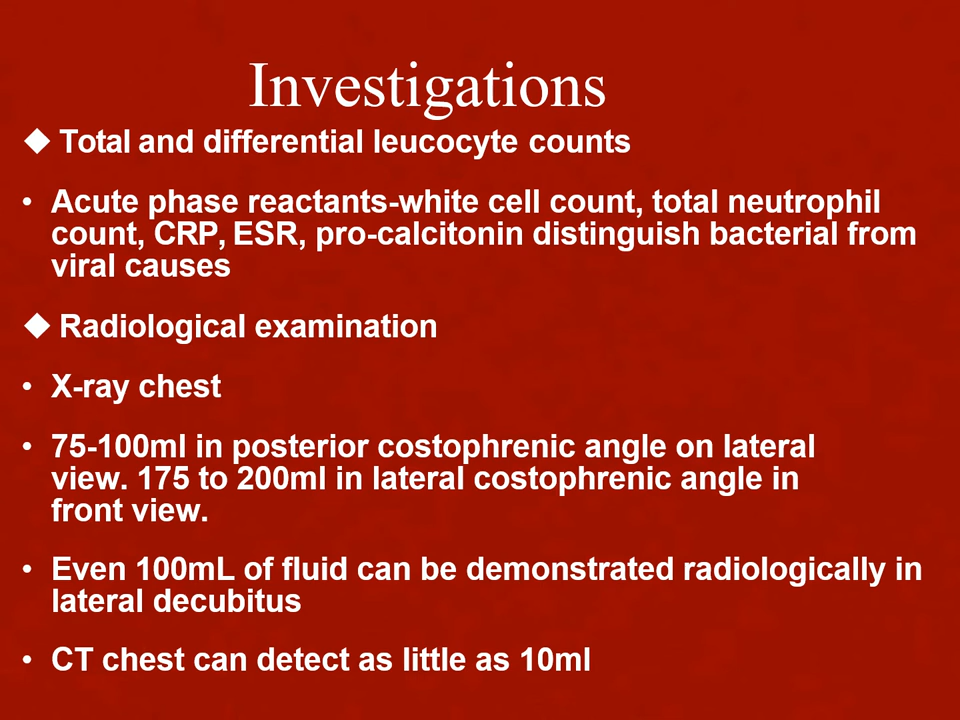 Investigations
◆ Total and differential leucocyte counts
• Acute phase reactants-white cell count, total neutrophil
count, CRP, ESR, pro-calcitonin distinguish bacterial from
viral causes
◆ Radiological examination
• X-ray chest
• 75-100ml in posterior costophrenic angle on lateral
view. 175 to 200ml in lateral costophrenic angle in
front view.
• Even 100mL of fluid can be demonstrated radiologically in
lateral decubitus
• CT chest can detect as little as 10ml